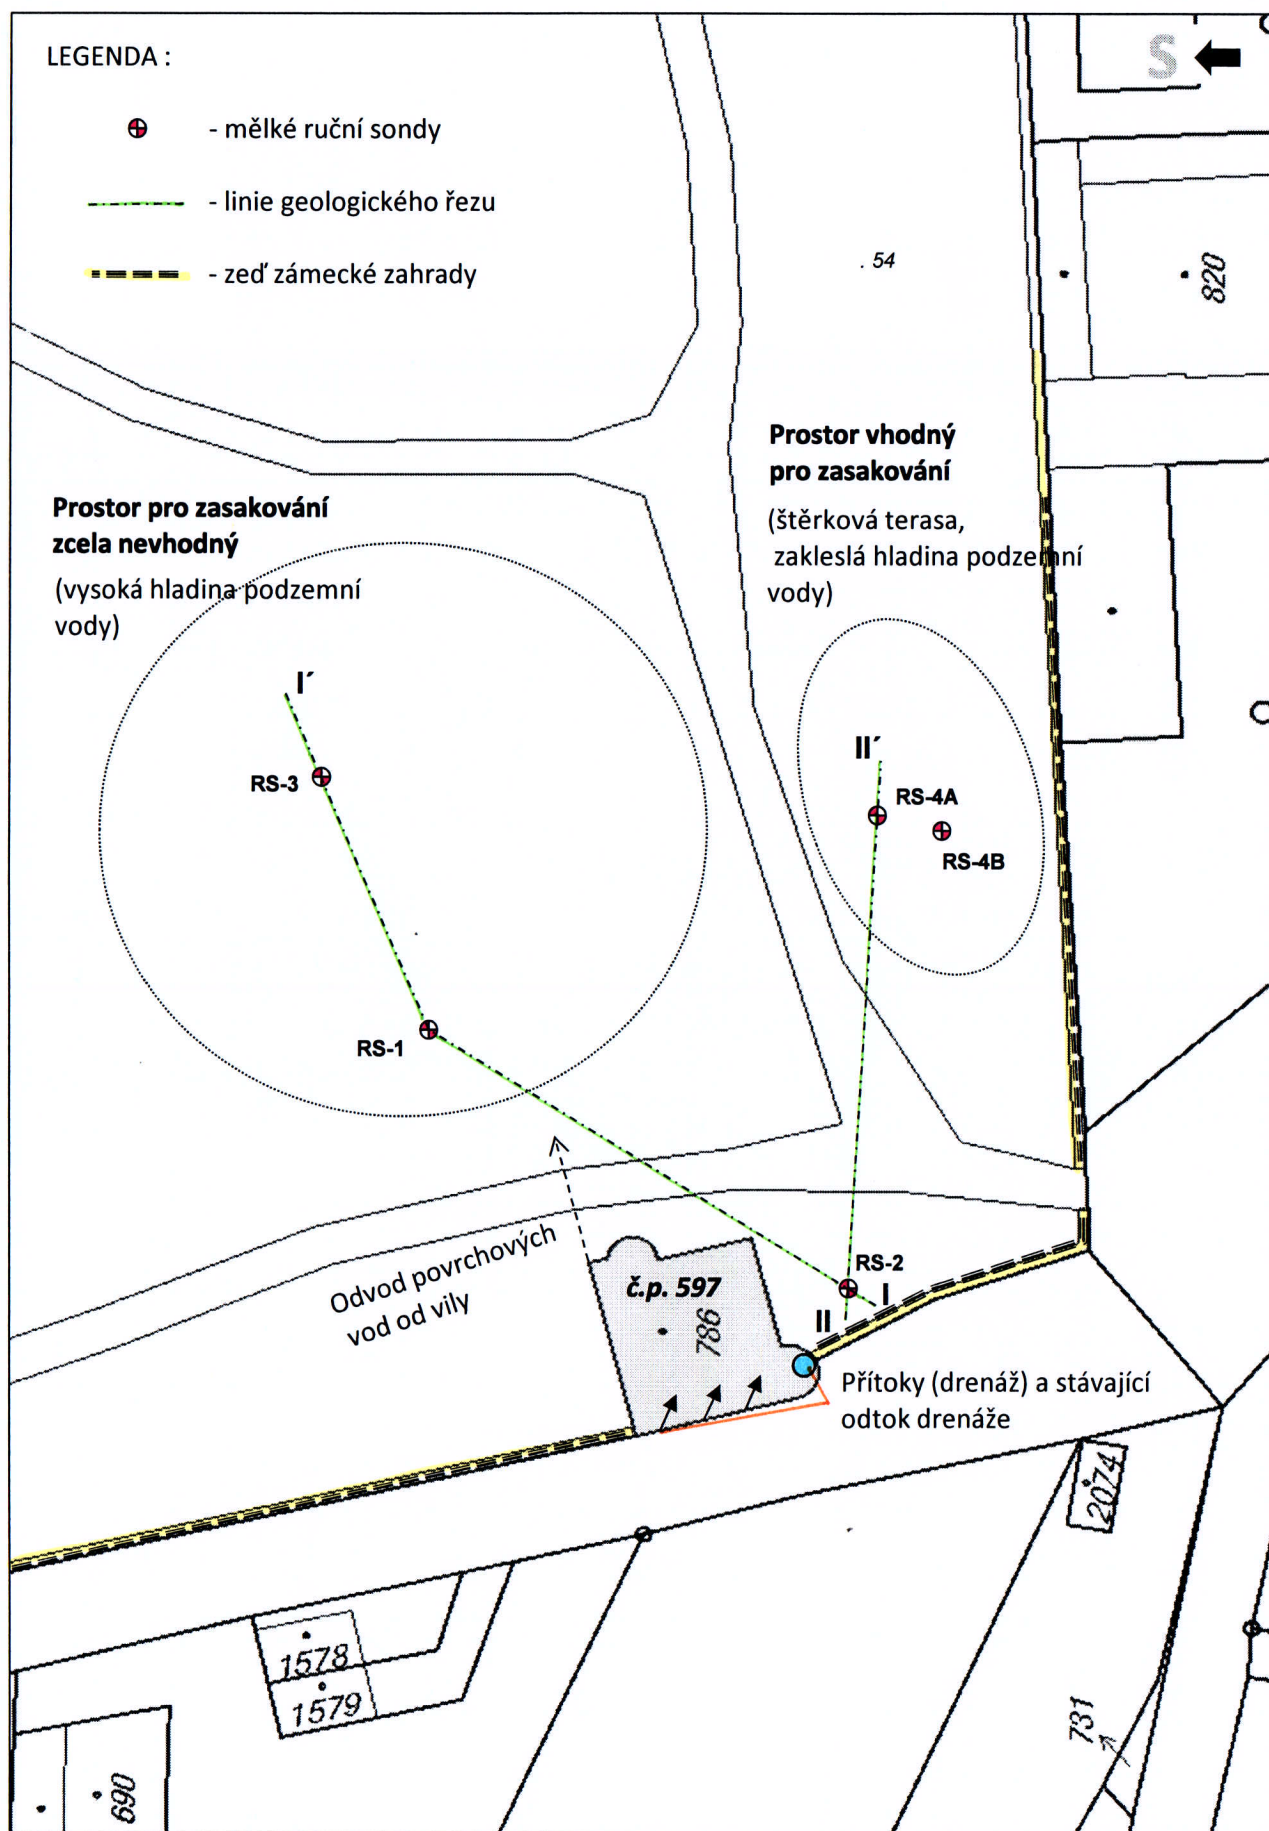 LEGENDA :
S
- mělké ruční sondy
- linie geologického řezu
- zeď zámecké zahrady
. 54
820
Prostor vhodný
pro zasakování
(štěrková terasa,
zakleslá hladina podzemní
vody)
Prostor pro zasakování
zcela nevhodný
(vysoká hladina podzemní
vody)
I´
RS-3
II´
RS-4A
RS-4B
RS-1
Odvod povrchových
vod od vily
č.p. 597
786
RS-2
I
II
Přítoky (drenáž) a stávající
odtok drenáže
2074
1578
1579
731
690